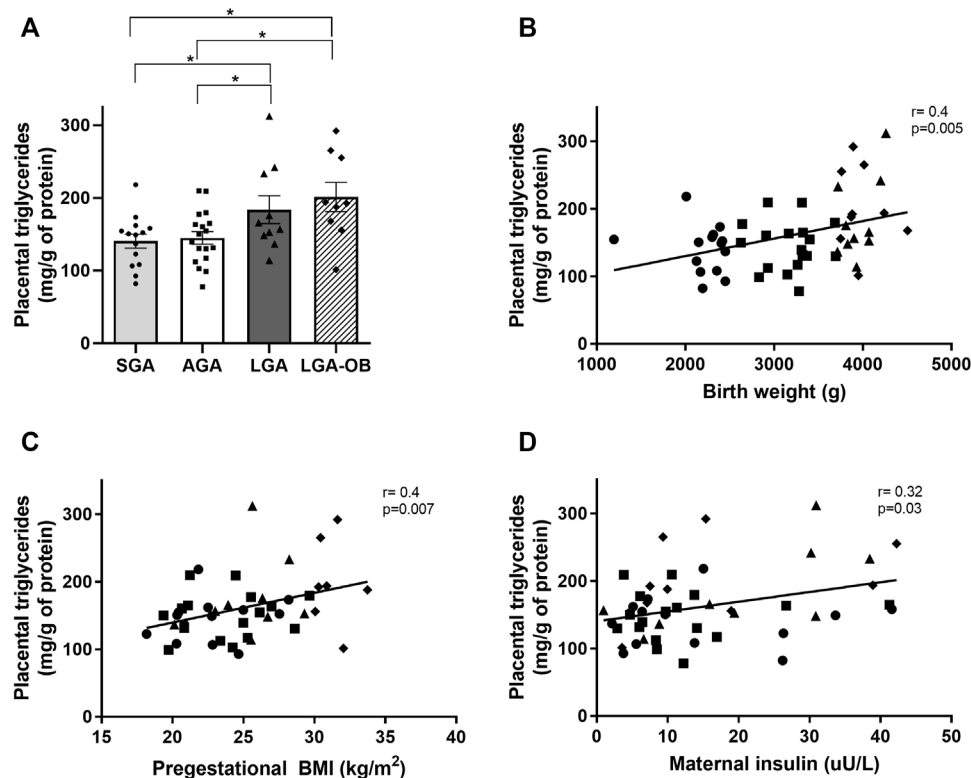 A
*
*
*
*
Placental triglycerides
(mg/g of protein)
300
200
100
0
SGA AGA LGA LGA-OB
B
r= 0.4
p=0.005
Placental triglycerides
(mg/g of protein)
300
200
100
0
1000 2000 3000 4000 5000
Birth weight (g)
C
r= 0.4
p=0.007
Placental triglycerides
(mg/g of protein)
300
200
100
0
15 20 25 30 35 40
Pregestational BMI (kg/m²)
D
r= 0.32
p=0.03
Placental triglycerides
(mg/g of protein)
300
200
100
0
0 10 20 30 40 50
Maternal insulin (uU/L)